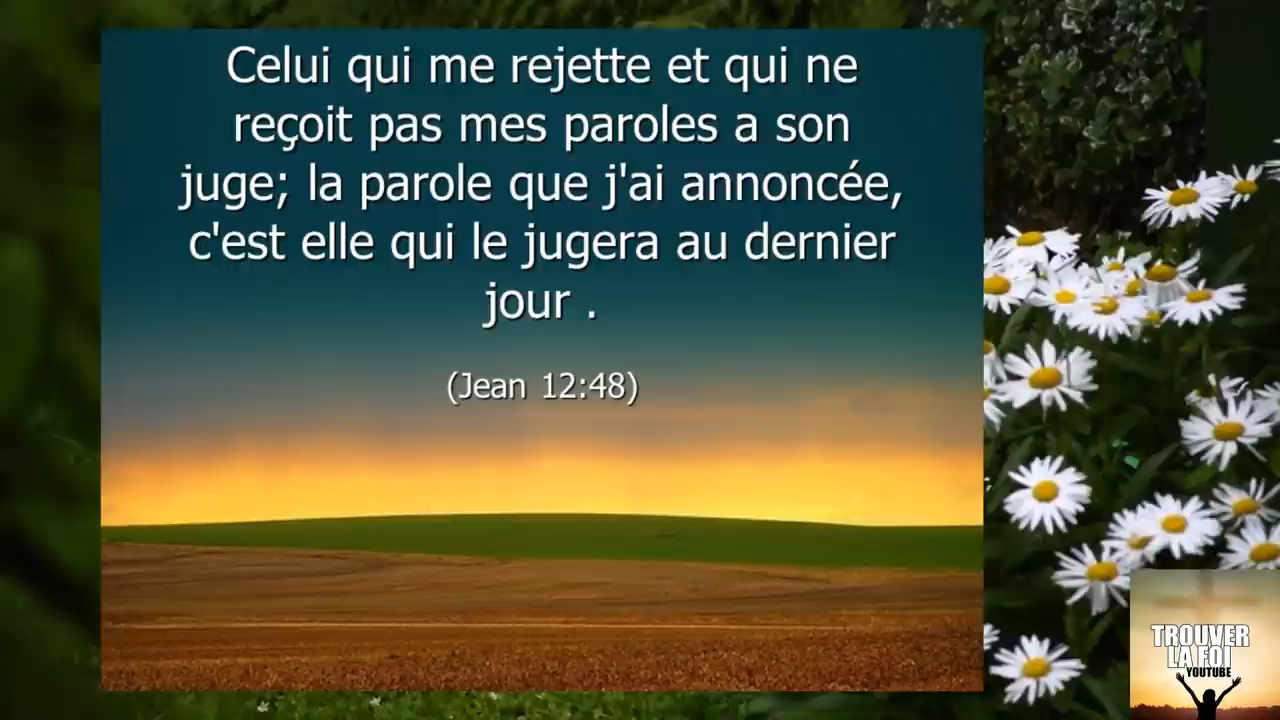 Celui qui me rejette et qui ne
reçoit pas mes paroles a son
juge; la parole que j'ai annoncée,
c'est elle qui le jugera au dernier
jour .
(Jean 12:48)
TROUVER
LA FOI
YOUTUBE